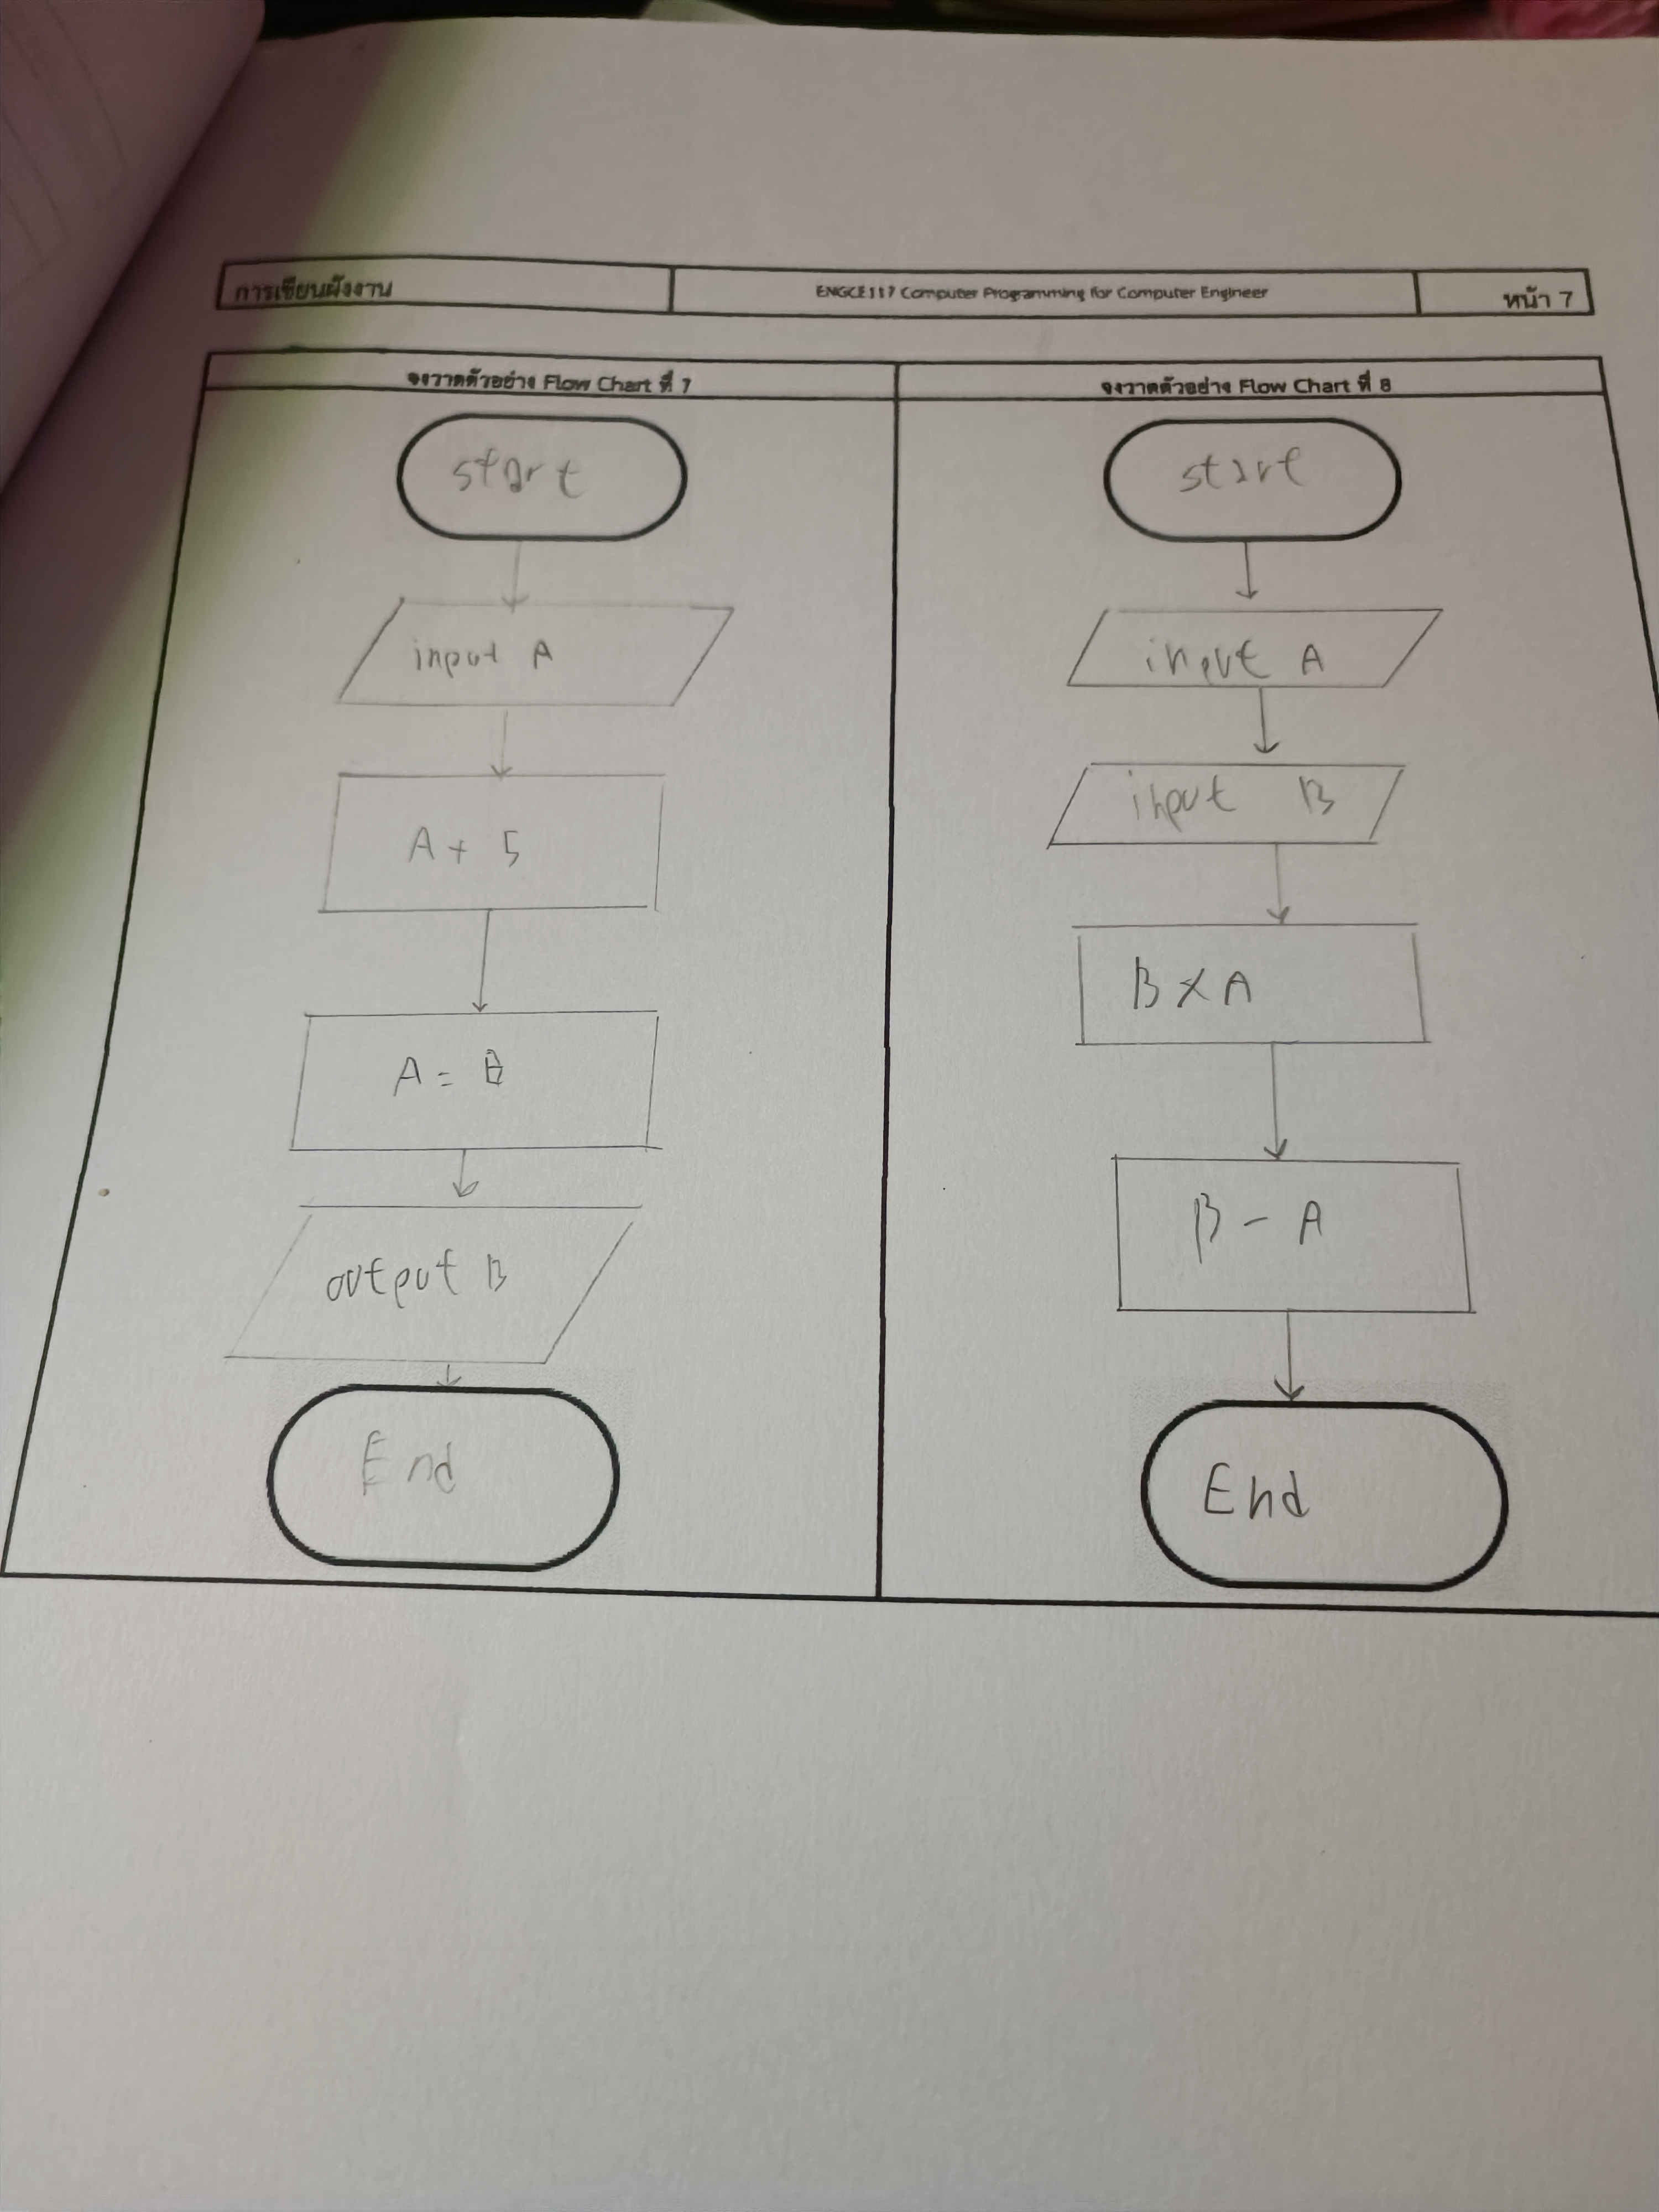 การเขียนผังงาน
ENGCE117 Computer Programming for Computer Engineer
หน้า 7
จงวาดตัวอย่าง Flow Chart ที่ 7
start
input A
A + 5
A = B
output B
End
จงวาดตัวอย่าง Flow Chart ที่ 8
start
input A
input B
B × A
B - A
End